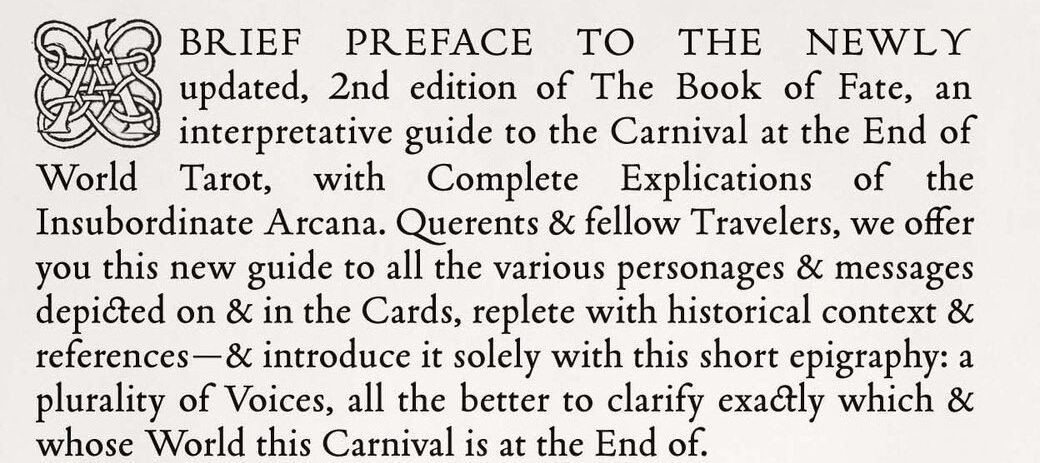 A BRIEF PREFACE TO THE NEWLY
updated, 2nd edition of The Book of Fate, an
interpretative guide to the Carnival at the End of
World Tarot, with Complete Explications of the
Insubordinate Arcana. Querents & fellow Travelers, we offer
you this new guide to all the various personages & messages
depicted on & in the Cards, replete with historical context &
references—& introduce it solely with this short epigraphy: a
plurality of Voices, all the better to clarify exactly which &
whose World this Carnival is at the End of.